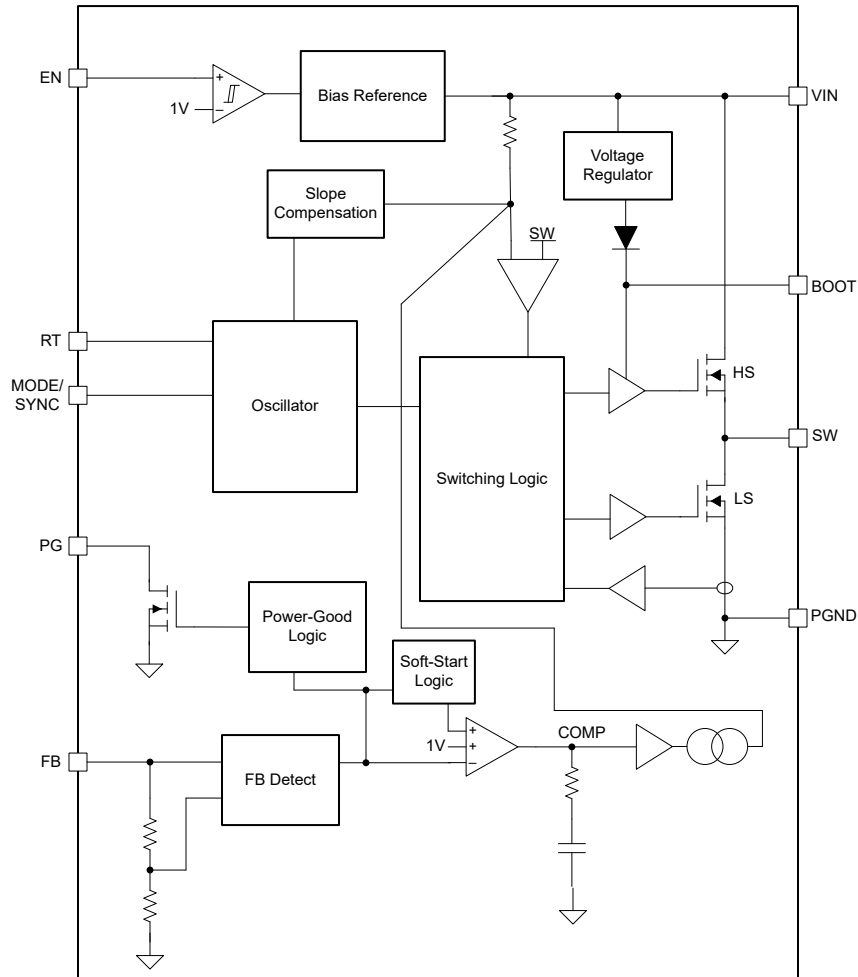 EN
1V
+
−
Bias Reference
VIN
Voltage
Regulator
Slope
Compensation
SW
BOOT
RT
MODE/
SYNC
Oscillator
HS
SW
Switching Logic
LS
PG
Power-Good
Logic
PGND
Soft-Start
Logic
+
1V
+
−
COMP
FB
FB Detect